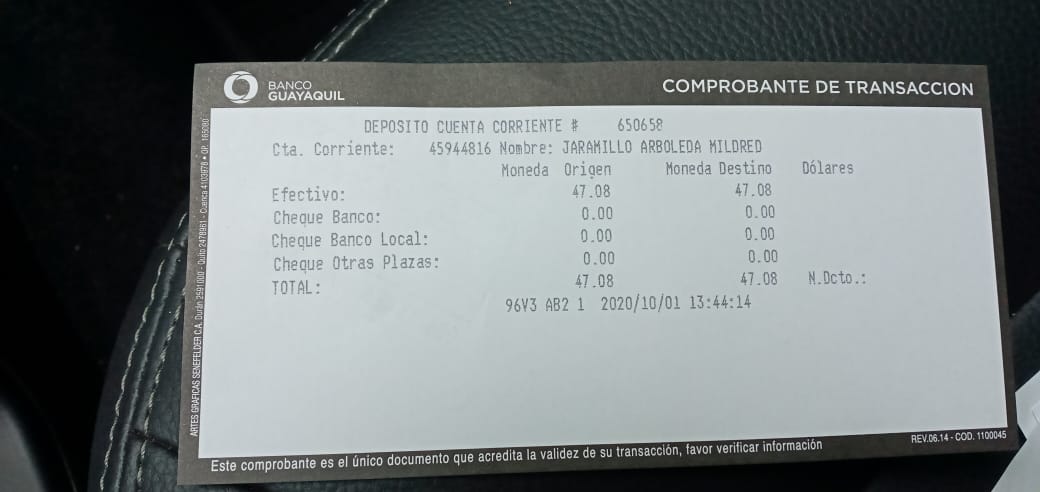 BANCO
GUAYAQUIL
COMPROBANTE DE TRANSACCION
DEPOSITO CUENTA CORRIENTE # 650658
Cta. Corriente: 45944816 Nombre: JARAMILLO ARBOLEDA MILDRED
Moneda Origen Moneda Destino Dólares
Efectivo: 47.08 47.08
Cheque Banco: 0.00 0.00
Cheque Banco Local: 0.00 0.00
Cheque Otras Plazas: 0.00 0.00
TOTAL: 47.08 47.08 N.Dcto.:
96V3 AB2 1 2020/10/01 13:44:14
REV.06.14 - COD. 1100045
Este comprobante es el único documento que acredita la validez de su transacción, favor verificar información
ARTES GRAFICAS SENEFELDER C.A. Durán 2591000 - Quito 2478961 - Cuenca 4103978 • OP. 165080